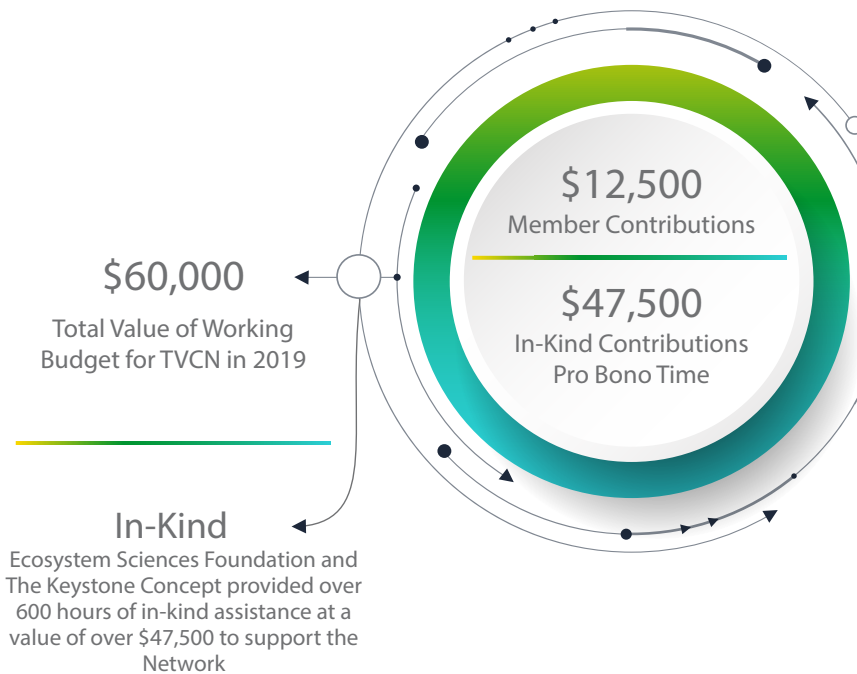 $60,000
Total Value of Working
Budget for TVCN in 2019
In-Kind
Ecosystem Sciences Foundation and
The Keystone Concept provided over
600 hours of in-kind assistance at a
value of over $47,500 to support the
Network
$12,500
Member Contributions
$47,500
In-Kind Contributions
Pro Bono Time